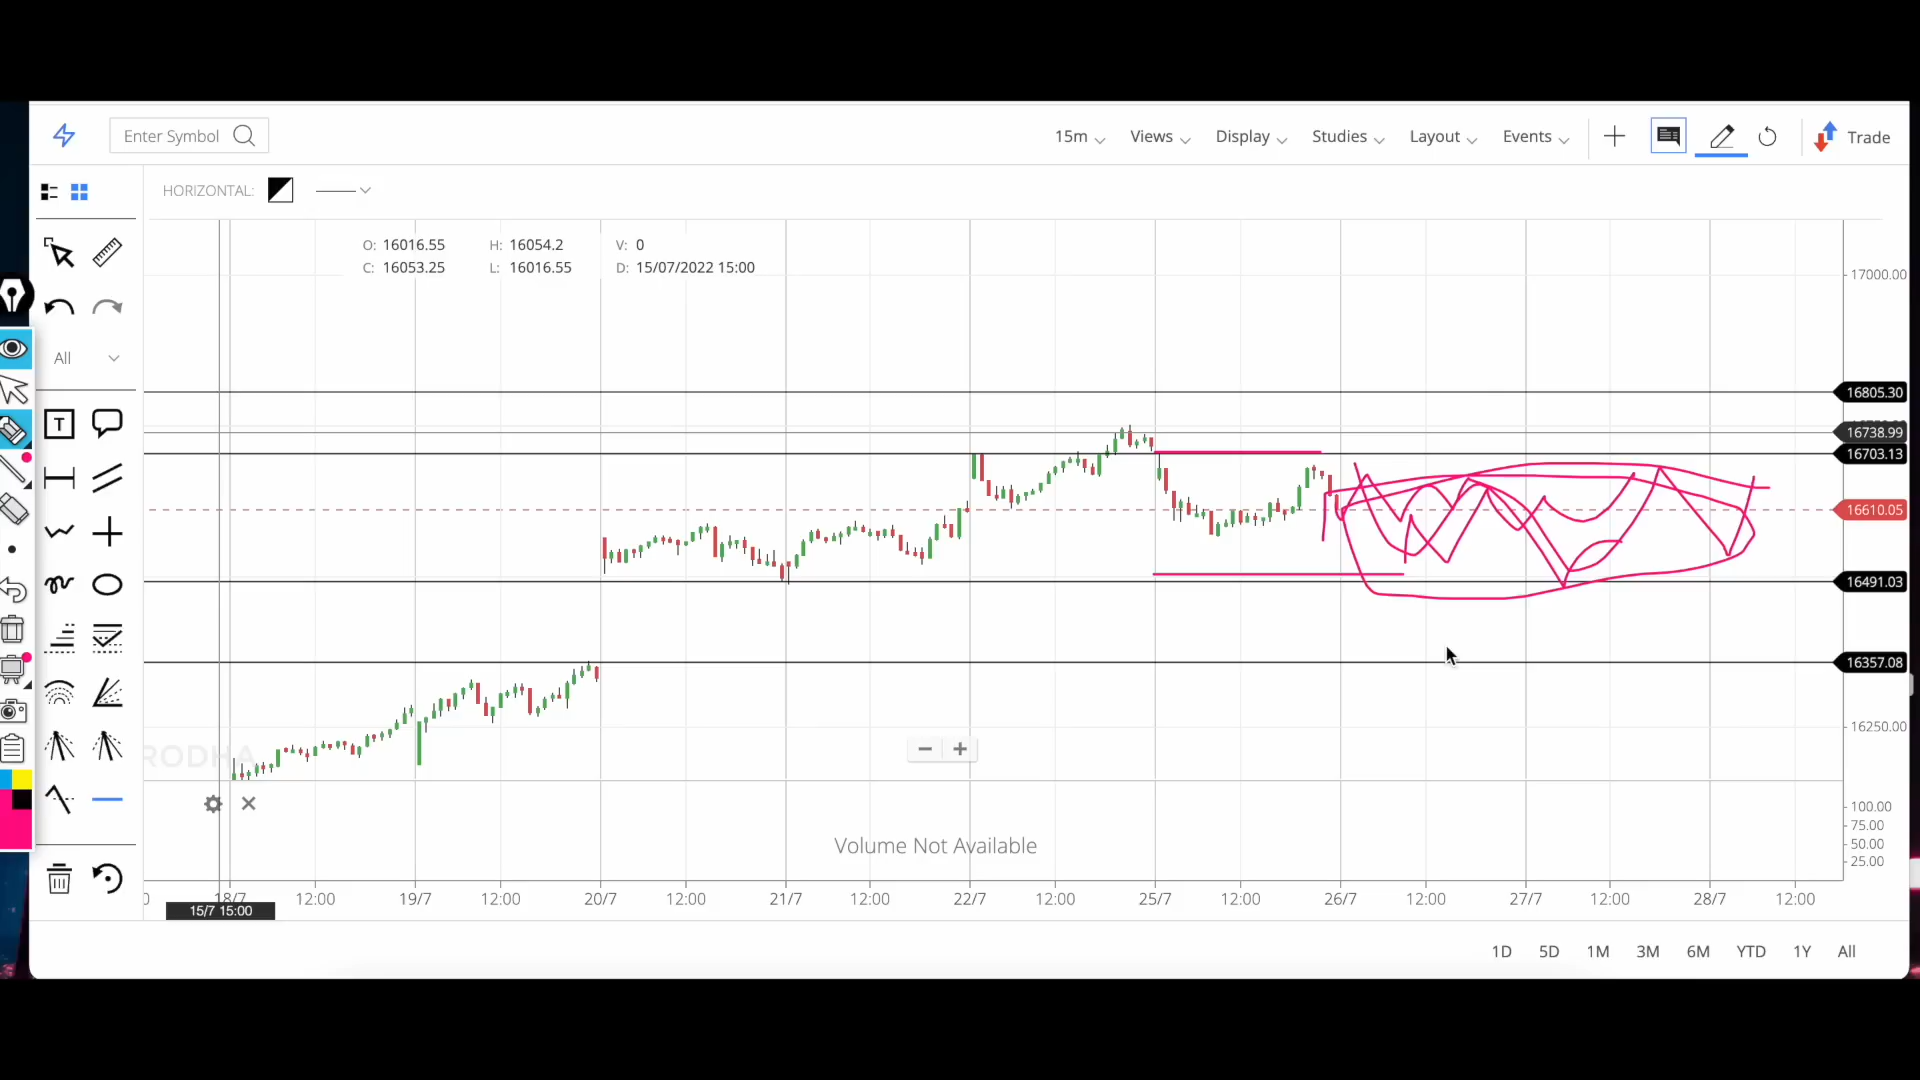 Enter Symbol
15m
Views
Display
Studies
Layout
Events
Trade
HORIZONTAL:
O: 16016.55 H: 16054.2 V: 0
C: 16053.25 L: 16016.55 D: 15/07/2022 15:00
All
T
17000.00
16805.30
16738.99
16703.13
16610.05
16491.03
16357.08
16250.00
RODHA
− +
100.00
75.00
50.00
25.00
Volume Not Available
0 18/7 12:00 19/7 12:00 20/7 12:00 21/7 12:00 22/7 12:00 25/7 12:00 26/7 12:00 27/7 12:00 28/7 12:00
15/7 15:00
1D 5D 1M 3M 6M YTD 1Y All